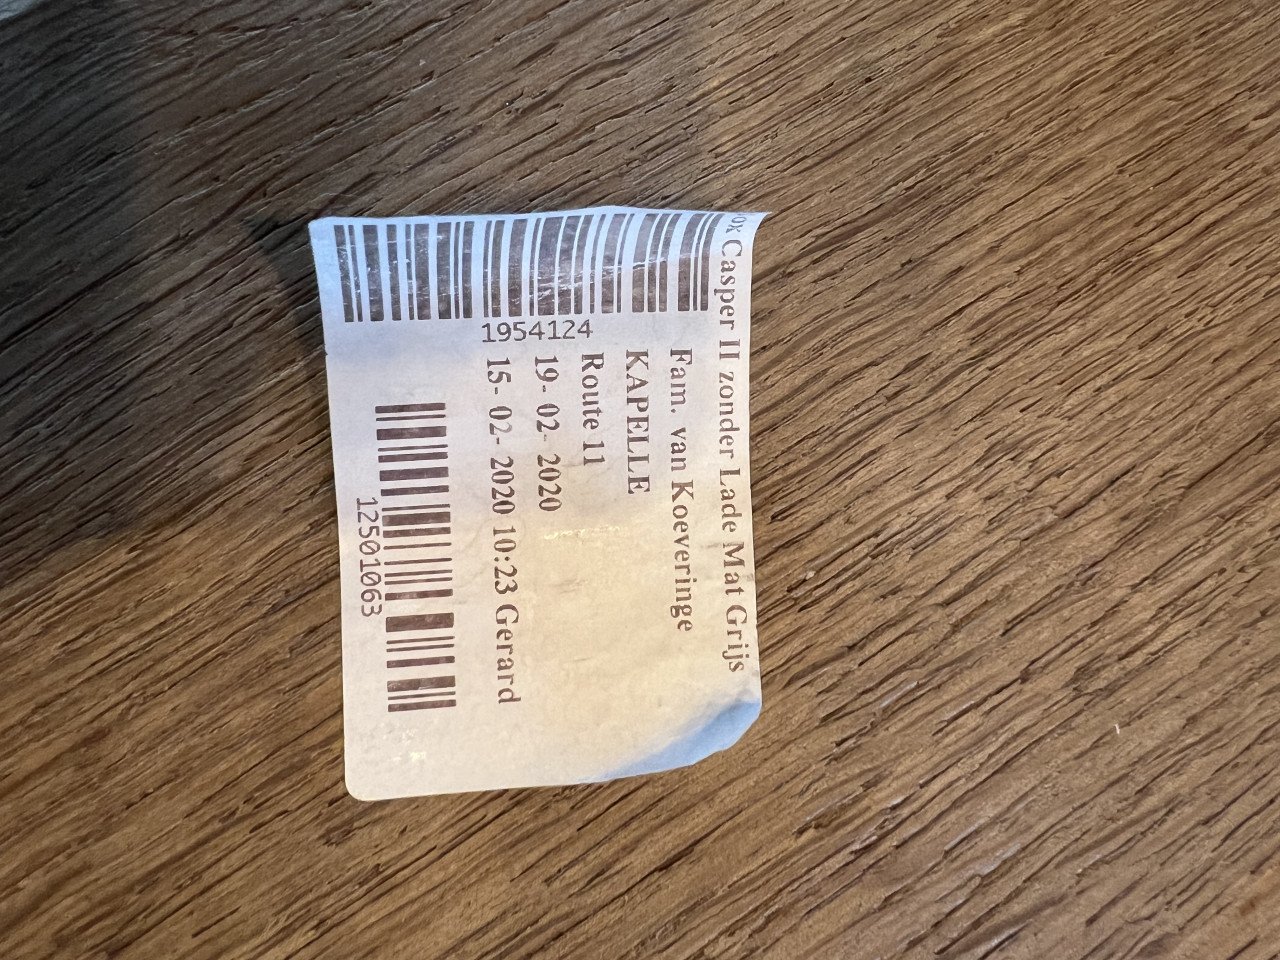 Casper II zonder Lade Mat Grijs
Fam. van Koeveringe
KAPELLE
Route 11
19- 02- 2020
15- 02- 2020 10:23 Gerard
1954124
12501063